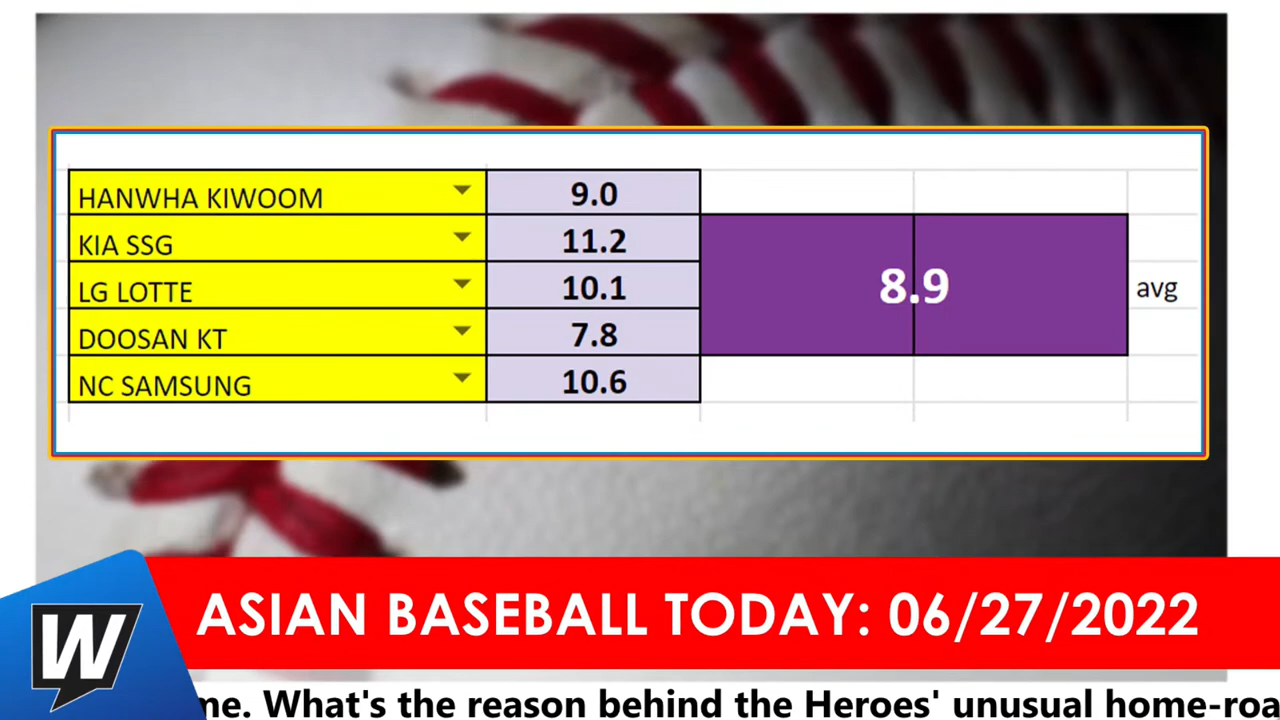 HANWHA KIWOOM 9.0
KIA SSG 11.2
LG LOTTE 10.1
8.9 avg
DOOSAN KT 7.8
NC SAMSUNG 10.6
ASIAN BASEBALL TODAY: 06/27/2022
W
me. What's the reason behind the Heroes' unusual home-roa